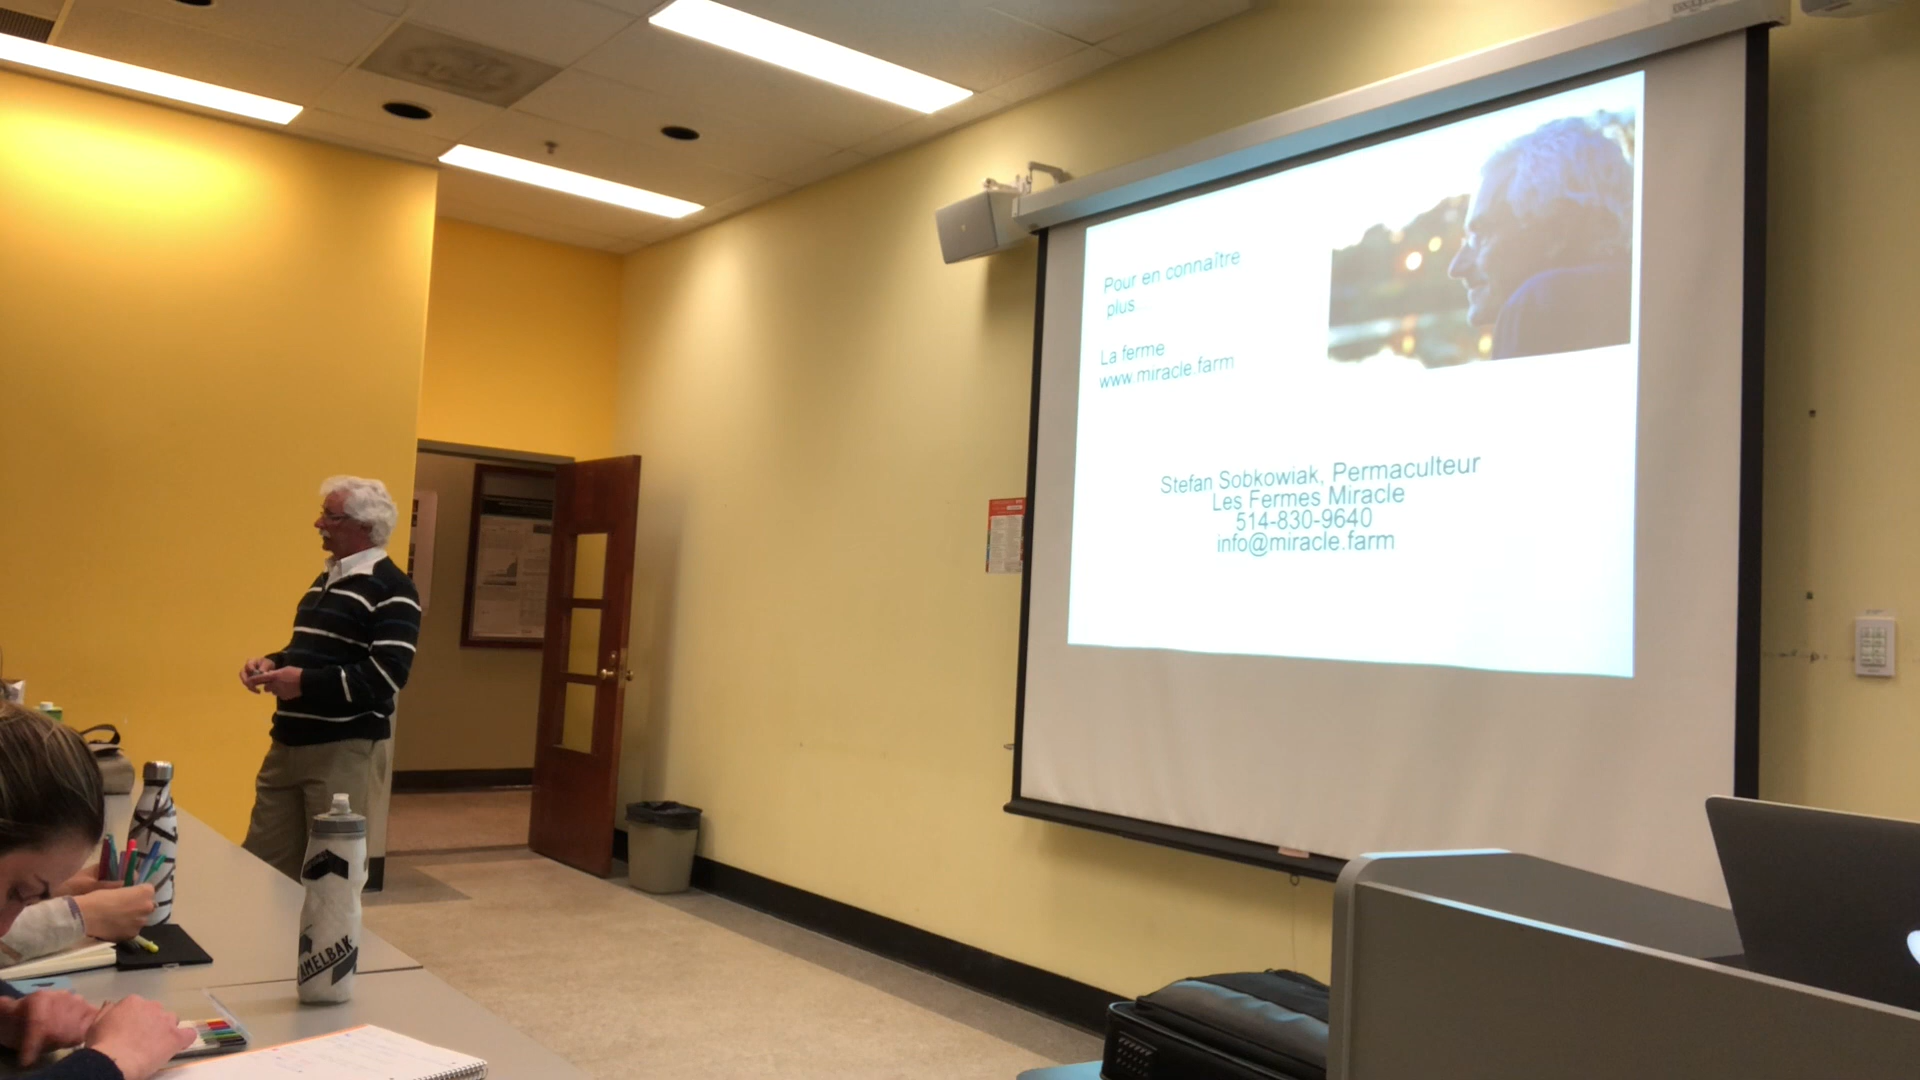 Pour en connaître
plus
La ferme
www.miracle.farm
Stefan Sobkowiak, Permaculteur
Les Fermes Miracle
514-830-9640
info@miracle.farm
AMELBAK